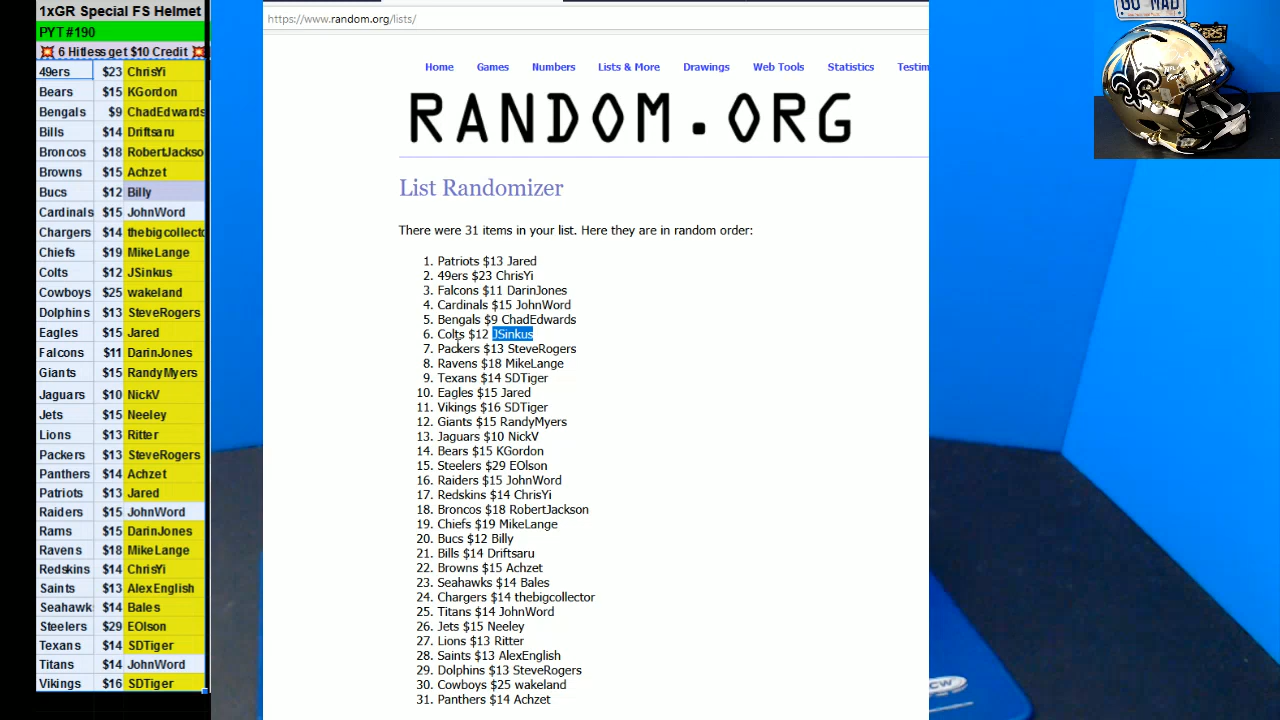 1xGR Special FS Helmet
PYT #190
💥 6 Hitless get $10 Credit 💥
49ers $23 ChrisYi
Bears $15 KGordon
Bengals $9 ChadEdwards
Bills $14 Driftsaru
Broncos $18 RobertJackso
Browns $15 Achzet
Bucs $12 Billy
Cardinals $15 JohnWord
Chargers $14 thebigcollecto
Chiefs $19 MikeLange
Colts $12 JSinkus
Cowboys $25 wakeland
Dolphins $13 SteveRogers
Eagles $15 Jared
Falcons $11 DarinJones
Giants $15 RandyMyers
Jaguars $10 NickV
Jets $15 Neeley
Lions $13 Ritter
Packers $13 SteveRogers
Panthers $14 Achzet
Patriots $13 Jared
Raiders $15 JohnWord
Rams $15 DarinJones
Ravens $18 MikeLange
Redskins $14 ChrisYi
Saints $13 AlexEnglish
Seahawk $14 Bales
Steelers $29 EOlson
Texans $14 SDTiger
Titans $14 JohnWord
Vikings $16 SDTiger
https://www.random.org/lists/
Home Games Numbers Lists & More Drawings Web Tools Statistics Testim
RANDOM.ORG
List Randomizer
There were 31 items in your list. Here they are in random order:
1. Patriots $13 Jared
2. 49ers $23 ChrisYi
3. Falcons $11 DarinJones
4. Cardinals $15 JohnWord
5. Bengals $9 ChadEdwards
6. Colts $12 JSinkus
7. Packers $13 SteveRogers
8. Ravens $18 MikeLange
9. Texans $14 SDTiger
10. Eagles $15 Jared
11. Vikings $16 SDTiger
12. Giants $15 RandyMyers
13. Jaguars $10 NickV
14. Bears $15 KGordon
15. Steelers $29 EOlson
16. Raiders $15 JohnWord
17. Redskins $14 ChrisYi
18. Broncos $18 RobertJackson
19. Chiefs $19 MikeLange
20. Bucs $12 Billy
21. Bills $14 Driftsaru
22. Browns $15 Achzet
23. Seahawks $14 Bales
24. Chargers $14 thebigcollector
25. Titans $14 JohnWord
26. Jets $15 Neeley
27. Lions $13 Ritter
28. Saints $13 AlexEnglish
29. Dolphins $13 SteveRogers
30. Cowboys $25 wakeland
31. Panthers $14 Achzet
GO MAD
CW